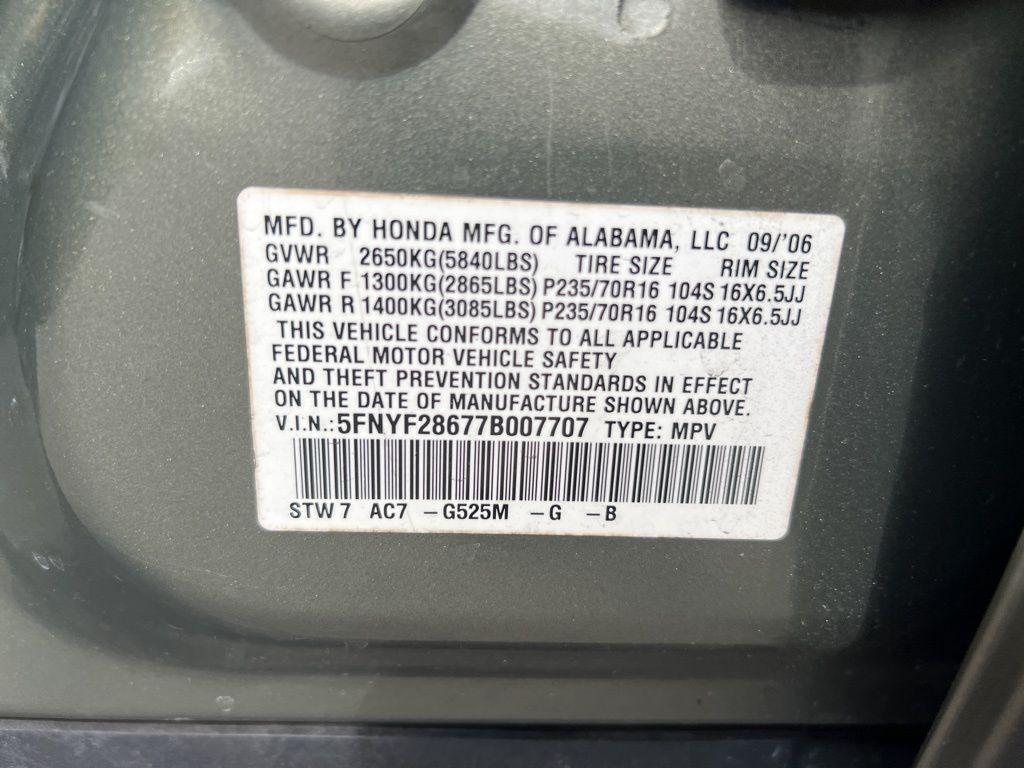 MFD. BY HONDA MFG. OF ALABAMA, LLC 09/'06
GVWR 2650KG(5840LBS) TIRE SIZE RIM SIZE
GAWR F 1300KG(2865LBS) P235/70R16 104S 16X6.5JJ
GAWR R 1400KG(3085LBS) P235/70R16 104S 16X6.5JJ
THIS VEHICLE CONFORMS TO ALL APPLICABLE
FEDERAL MOTOR VEHICLE SAFETY
AND THEFT PREVENTION STANDARDS IN EFFECT
ON THE DATE OF MANUFACTURE SHOWN ABOVE.
V.I.N.: 5FNYF28677B007707 TYPE: MPV
STW 7 AC7 –G525M –G –B